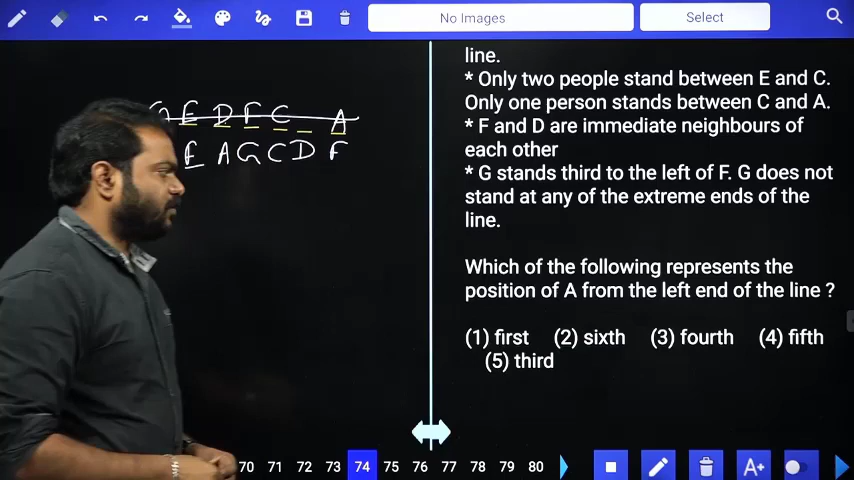 No Images
Select
line.
* Only two people stand between E and C.
Only one person stands between C and A.
* F and D are immediate neighbours of
each other
* G stands third to the left of F. G does not
stand at any of the extreme ends of the
line.
Which of the following represents the
position of A from the left end of the line ?
(1) first (2) sixth (3) fourth (4) fifth
(5) third
E D F C A
E A G C D F
70 71 72 73 74 75 76 77 78 79 80
A+